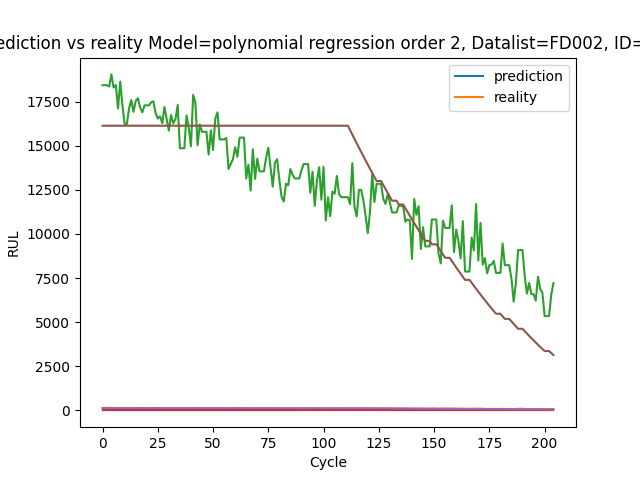 ediction vs reality Model=polynomial regression order 2, Datalist=FD002, ID=
prediction
reality
17500
15000
12500
10000
7500
5000
2500
0
RUL
0 25 50 75 100 125 150 175 200
Cycle